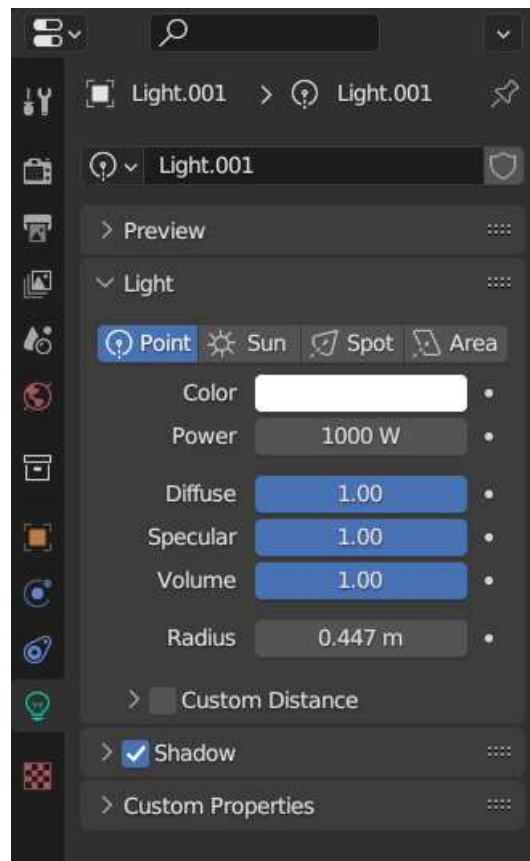 Light.001 > Light.001
Light.001
Preview
Light
Point Sun Spot Area
Color
Power 1000 W
Diffuse 1.00
Specular 1.00
Volume 1.00
Radius 0.447 m
Custom Distance
Shadow
Custom Properties